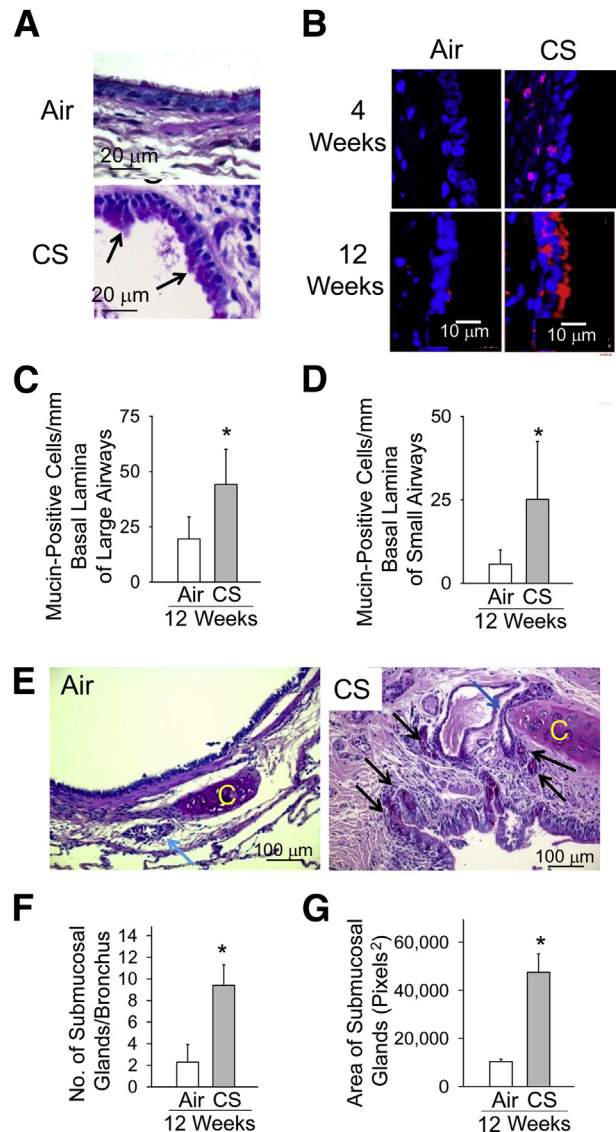 A
Air
20 µm
CS
20 µm
B
Air CS
4
Weeks
12
Weeks
10 µm 10 µm
C
Mucin-Positive Cells/mm
Basal Lamina
of Large Airways
75
50
25
0
*
Air CS
12 Weeks
D
Mucin-Positive Cells/mm
Basal Lamina
of Small Airways
50
25
0
*
Air CS
12 Weeks
E
Air
C
100 µm
CS
C
100 µm
F
No. of Submucosal
Glands/Bronchus
14
12
10
8
6
4
2
0
*
Air CS
12 Weeks
G
Area of Submucosal
Glands (Pixels²)
60,000
40,000
20,000
0
*
Air CS
12 Weeks